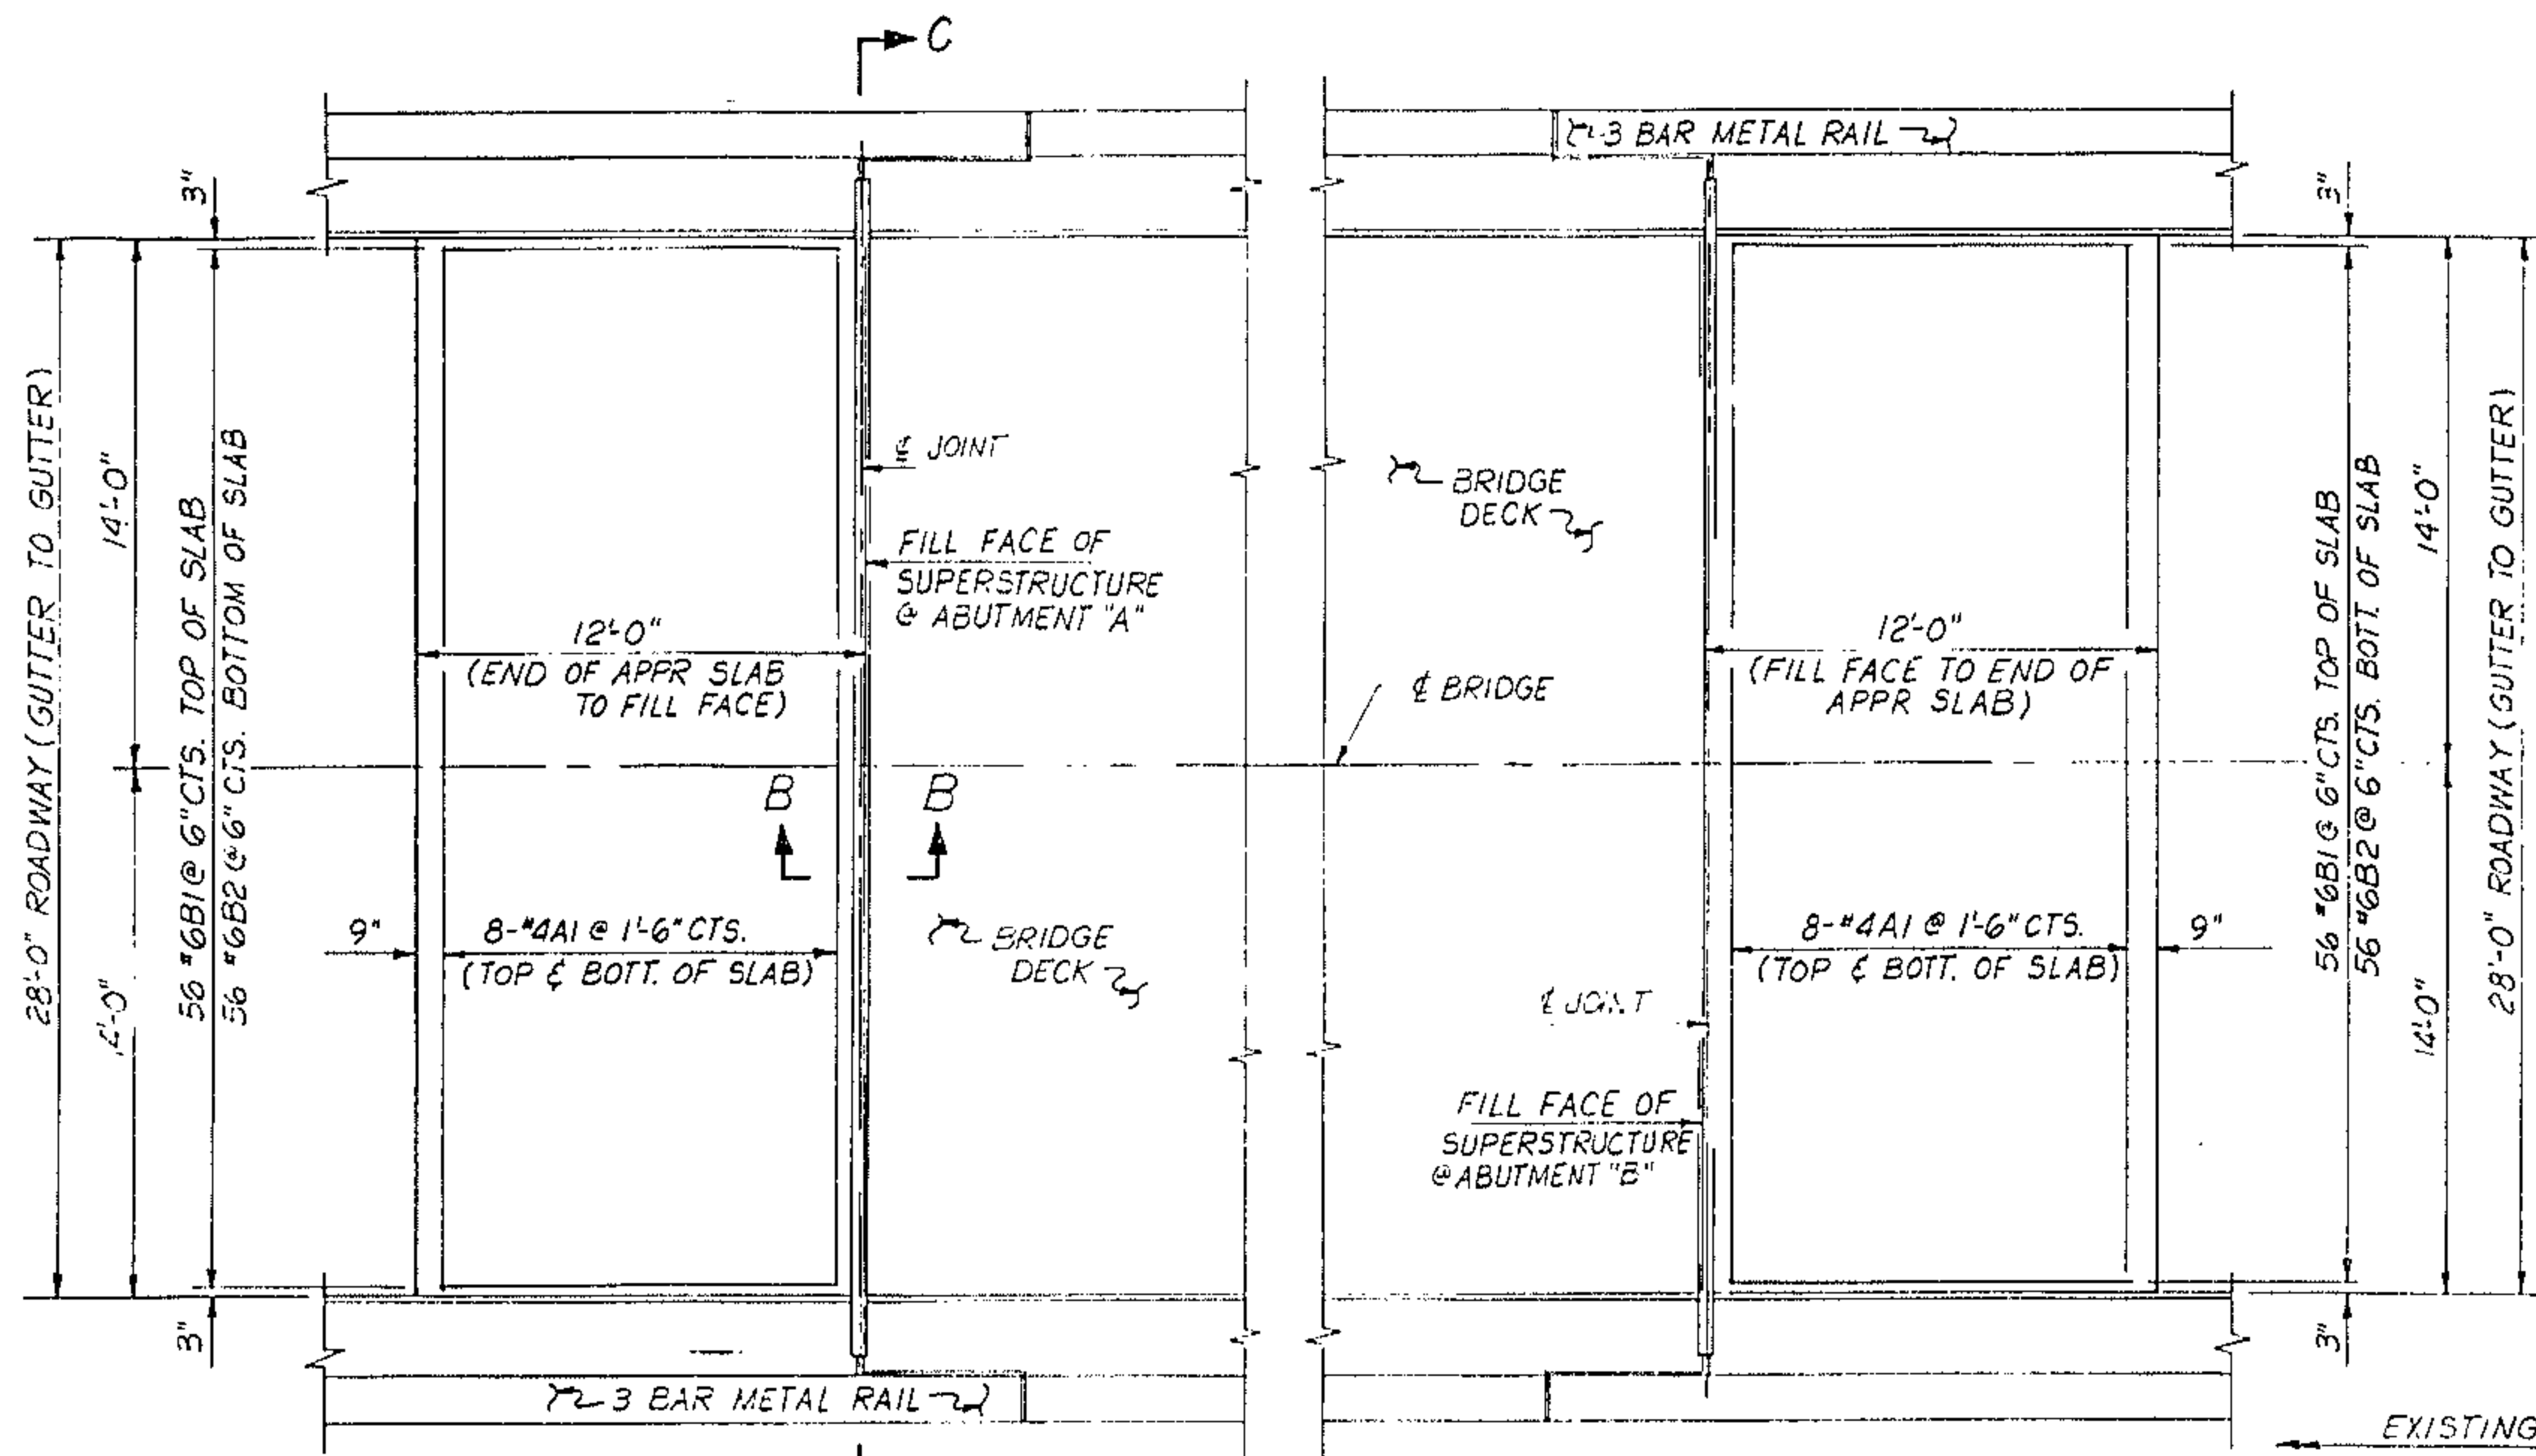 C
3 BAR METAL RAIL
3"
3"
28'-0" ROADWAY (GUTTER TO GUTTER)
14'-0"
56 #6B1 @ 6" CTS. TOP OF SLAB
56 #6B2 @ 6" CTS. BOTTOM OF SLAB
℄ JOINT
FILL FACE OF
SUPERSTRUCTURE
@ ABUTMENT "A"
BRIDGE
DECK
56 #6B1 @ 6" CTS. TOP OF SLAB
56 #6B2 @ 6" CTS. BOTT. OF SLAB
14'-0"
28'-0" ROADWAY (GUTTER TO GUTTER)
12'-0"
(END OF APPR SLAB
TO FILL FACE)
℄ BRIDGE
12'-0"
(FILL FACE TO END OF
APPR SLAB)
B
B
9"
8-#4A1 @ 1'-6" CTS.
(TOP & BOTT. OF SLAB)
BRIDGE
DECK
8-#4A1 @ 1'-6" CTS.
(TOP & BOTT. OF SLAB)
9"
℄ JOINT
14'-0"
FILL FACE OF
SUPERSTRUCTURE
@ ABUTMENT "B"
3"
3"
3 BAR METAL RAIL
EXISTING